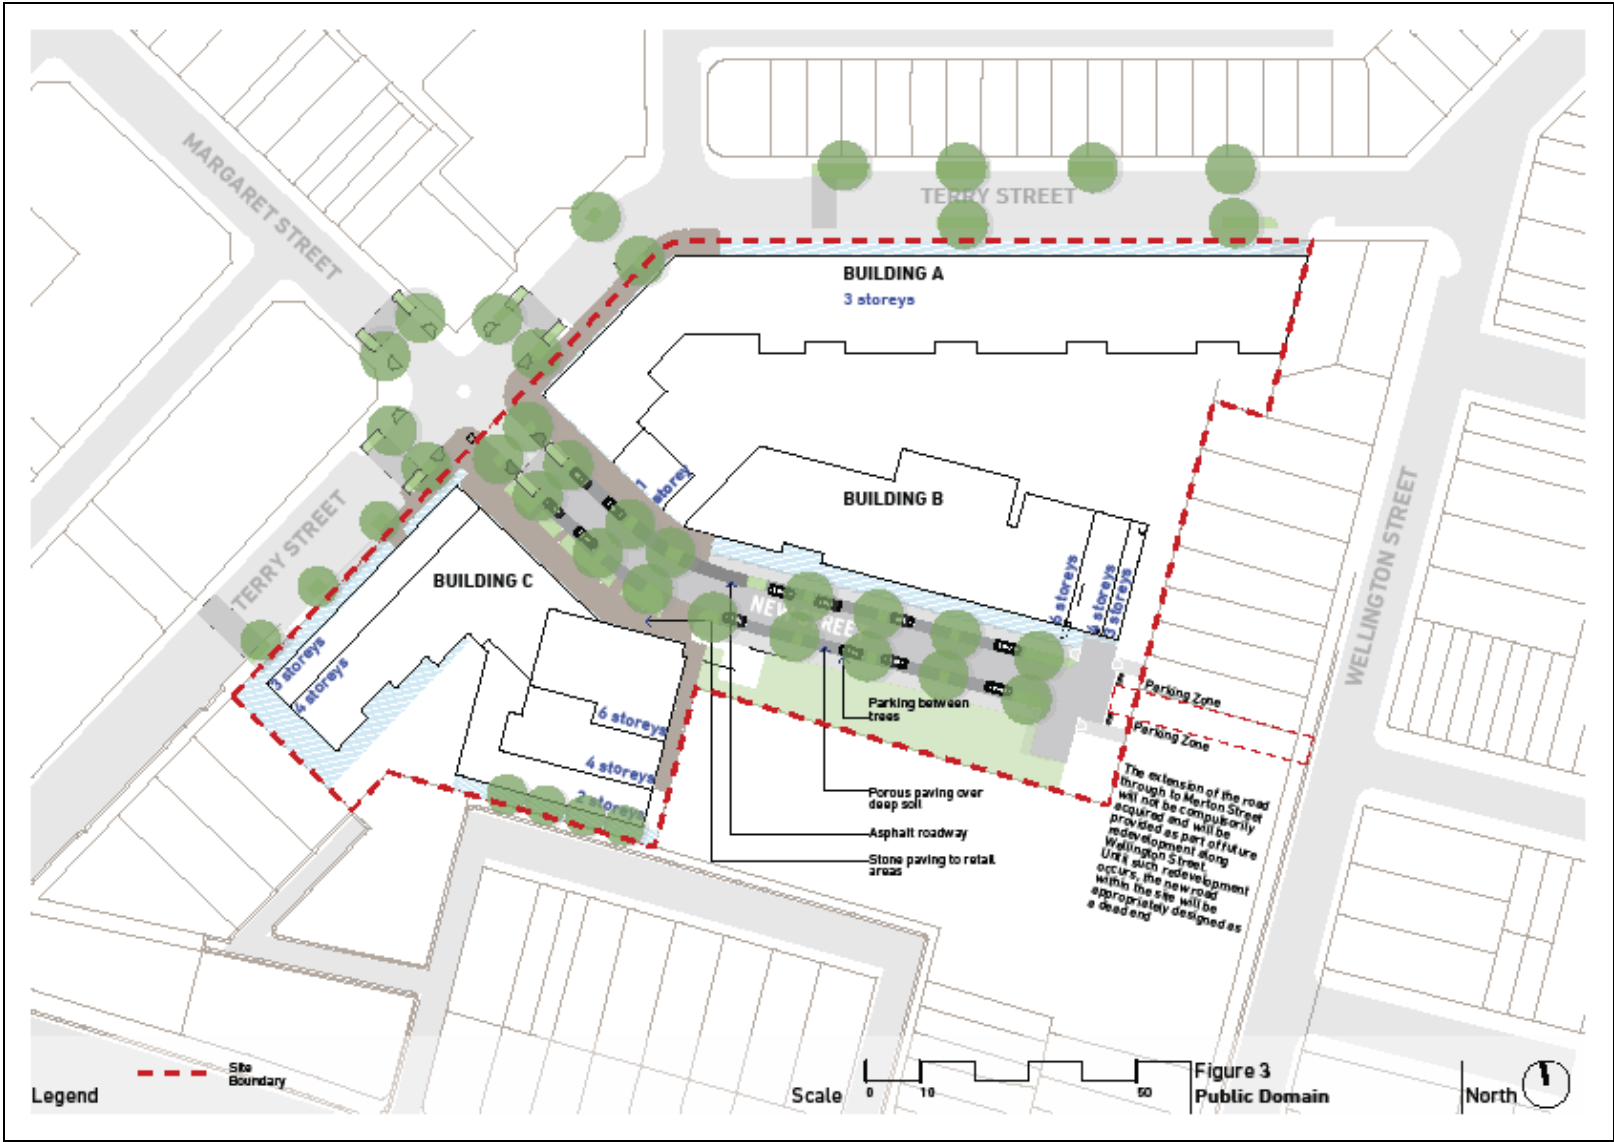 MARGARET STREET
TERRY STREET
BUILDING A
3 storeys
1
storey
BUILDING B
TERRY STREET
BUILDING C
6 storeys
4 storeys
3 storeys
WELLINGTON STREET
NEW STREET
3 storeys
4 storeys
6 storeys
4 storeys
2 storeys
Parking Zone
Parking Zone
Parking between
trees
Porous paving over
deep soil
Asphalt roadway
Stone paving to retail
areas
The extension of the road
through to Merton Street
will not be compulsorily
acquired and will be
provided as part of future
redevelopment along
Wellington Street.
Until such redevelopment
occurs, the new road
within the site will be
appropriately designed as
a dead end
Legend
Site
Boundary
Scale
0
10
50
Figure 3
Public Domain
North